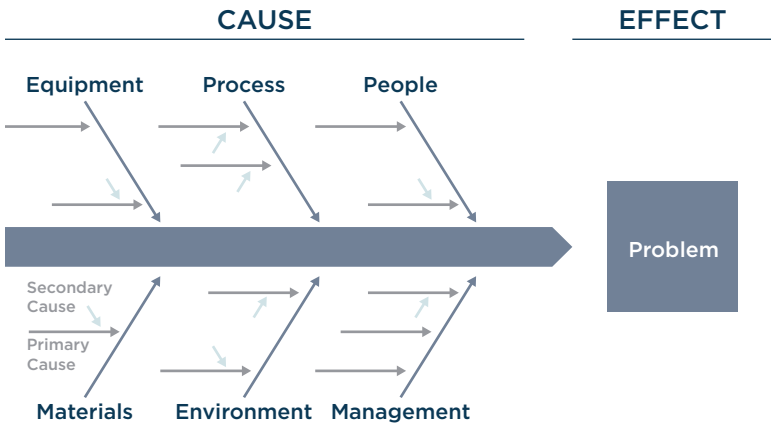 CAUSE
EFFECT
Equipment
Process
People
Problem
Secondary
Cause
Primary
Cause
Materials
Environment
Management